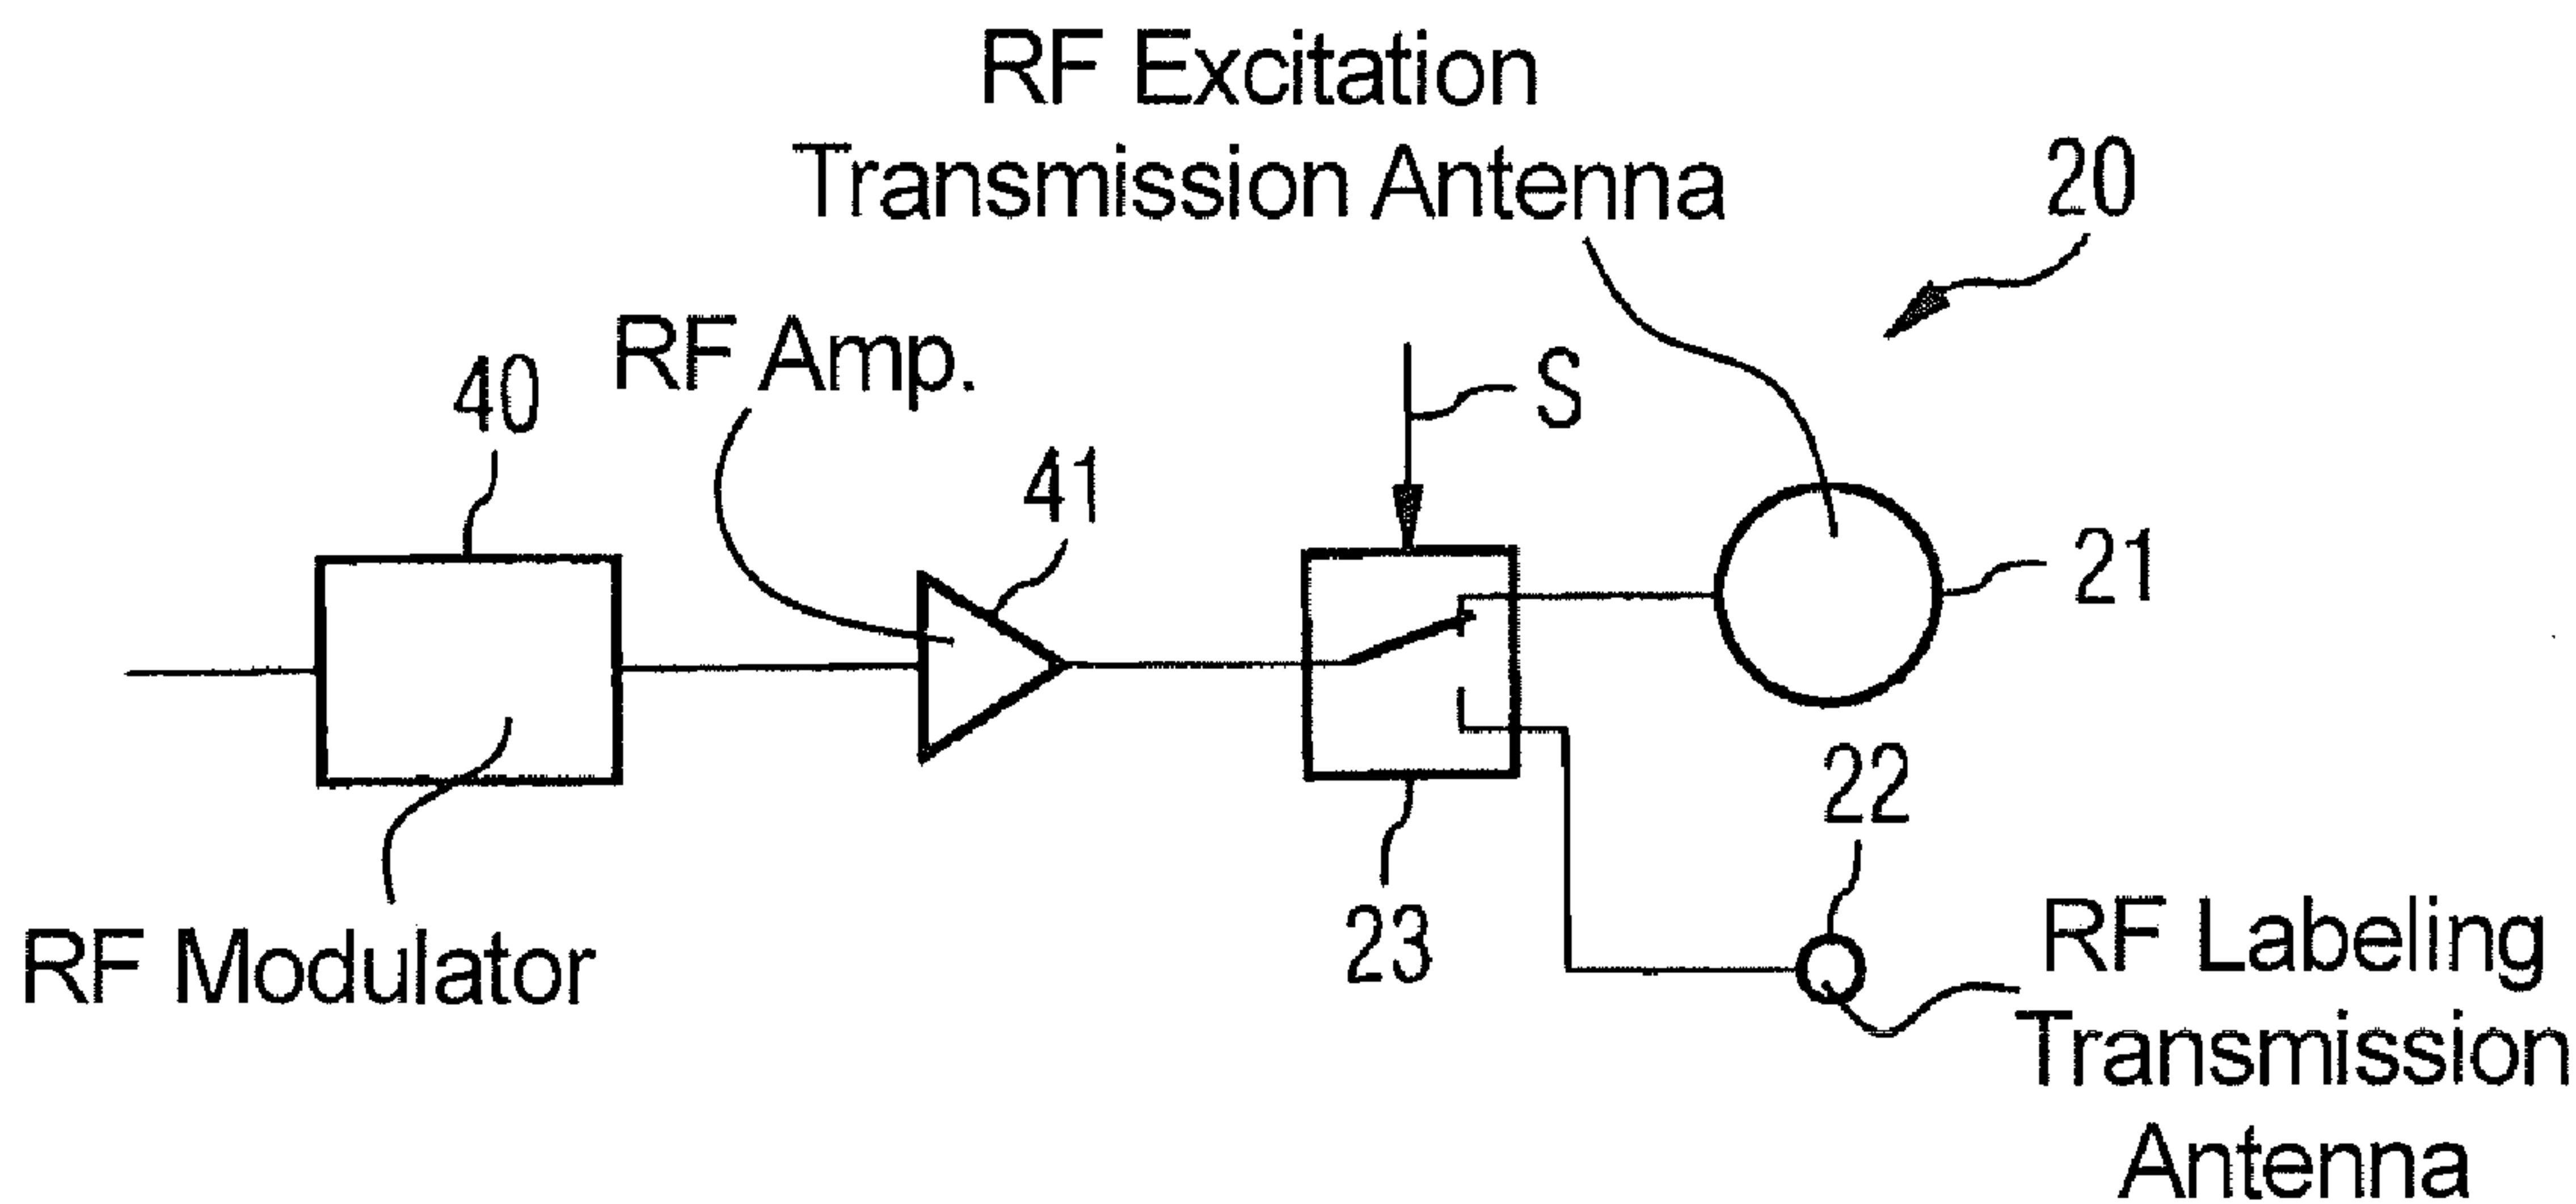 RF Excitation
Transmission Antenna
20
RF Amp.
S
40
41
21
22
23
RF Modulator
RF Labeling
Transmission
Antenna